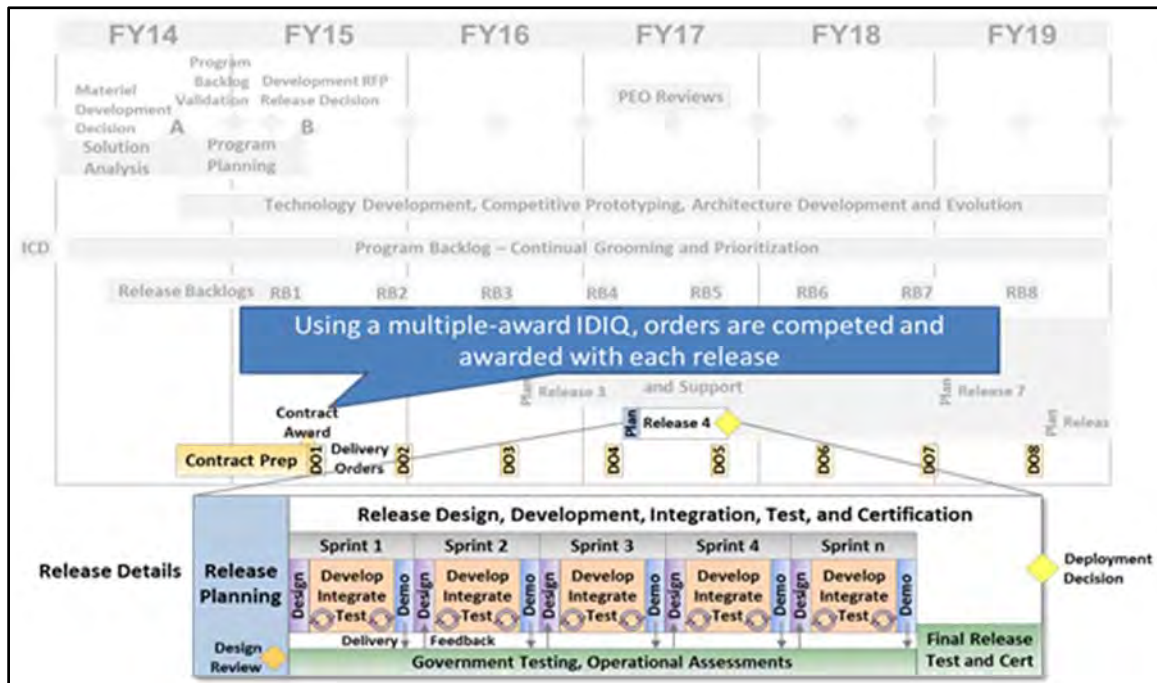 FY14 FY15 FY16 FY17 FY18 FY19
Materiel
Development
Decision
Program
Backlog
Validation
Development RFP
Release Decision
PEO Reviews
A B
Solution
Analysis
Program
Planning
Technology Development, Competitive Prototyping, Architecture Development and Evolution
ICD
Program Backlog – Continual Grooming and Prioritization
Release Backlogs RB1 RB2 RB3 RB4 RB5 RB6 RB7 RB8
Using a multiple-award IDIQ, orders are competed and
awarded with each release
and Support
Plan Release 3
Plan Release 7
Plan Releas
Contract
Award
Plan Release 4
Contract Prep
Delivery
Orders
DO1 DO2 DO3 DO4 DO5 DO6 DO7 DO8
Release Design, Development, Integration, Test, and Certification
Release Details
Release
Planning
Sprint 1 Sprint 2 Sprint 3 Sprint 4 Sprint n
Design Develop Integrate Test Demo
Design Develop Integrate Test Demo
Design Develop Integrate Test Demo
Design Develop Integrate Test Demo
Design Develop Integrate Test Demo
Deployment
Decision
Delivery Feedback
Design
Review
Government Testing, Operational Assessments
Final Release
Test and Cert